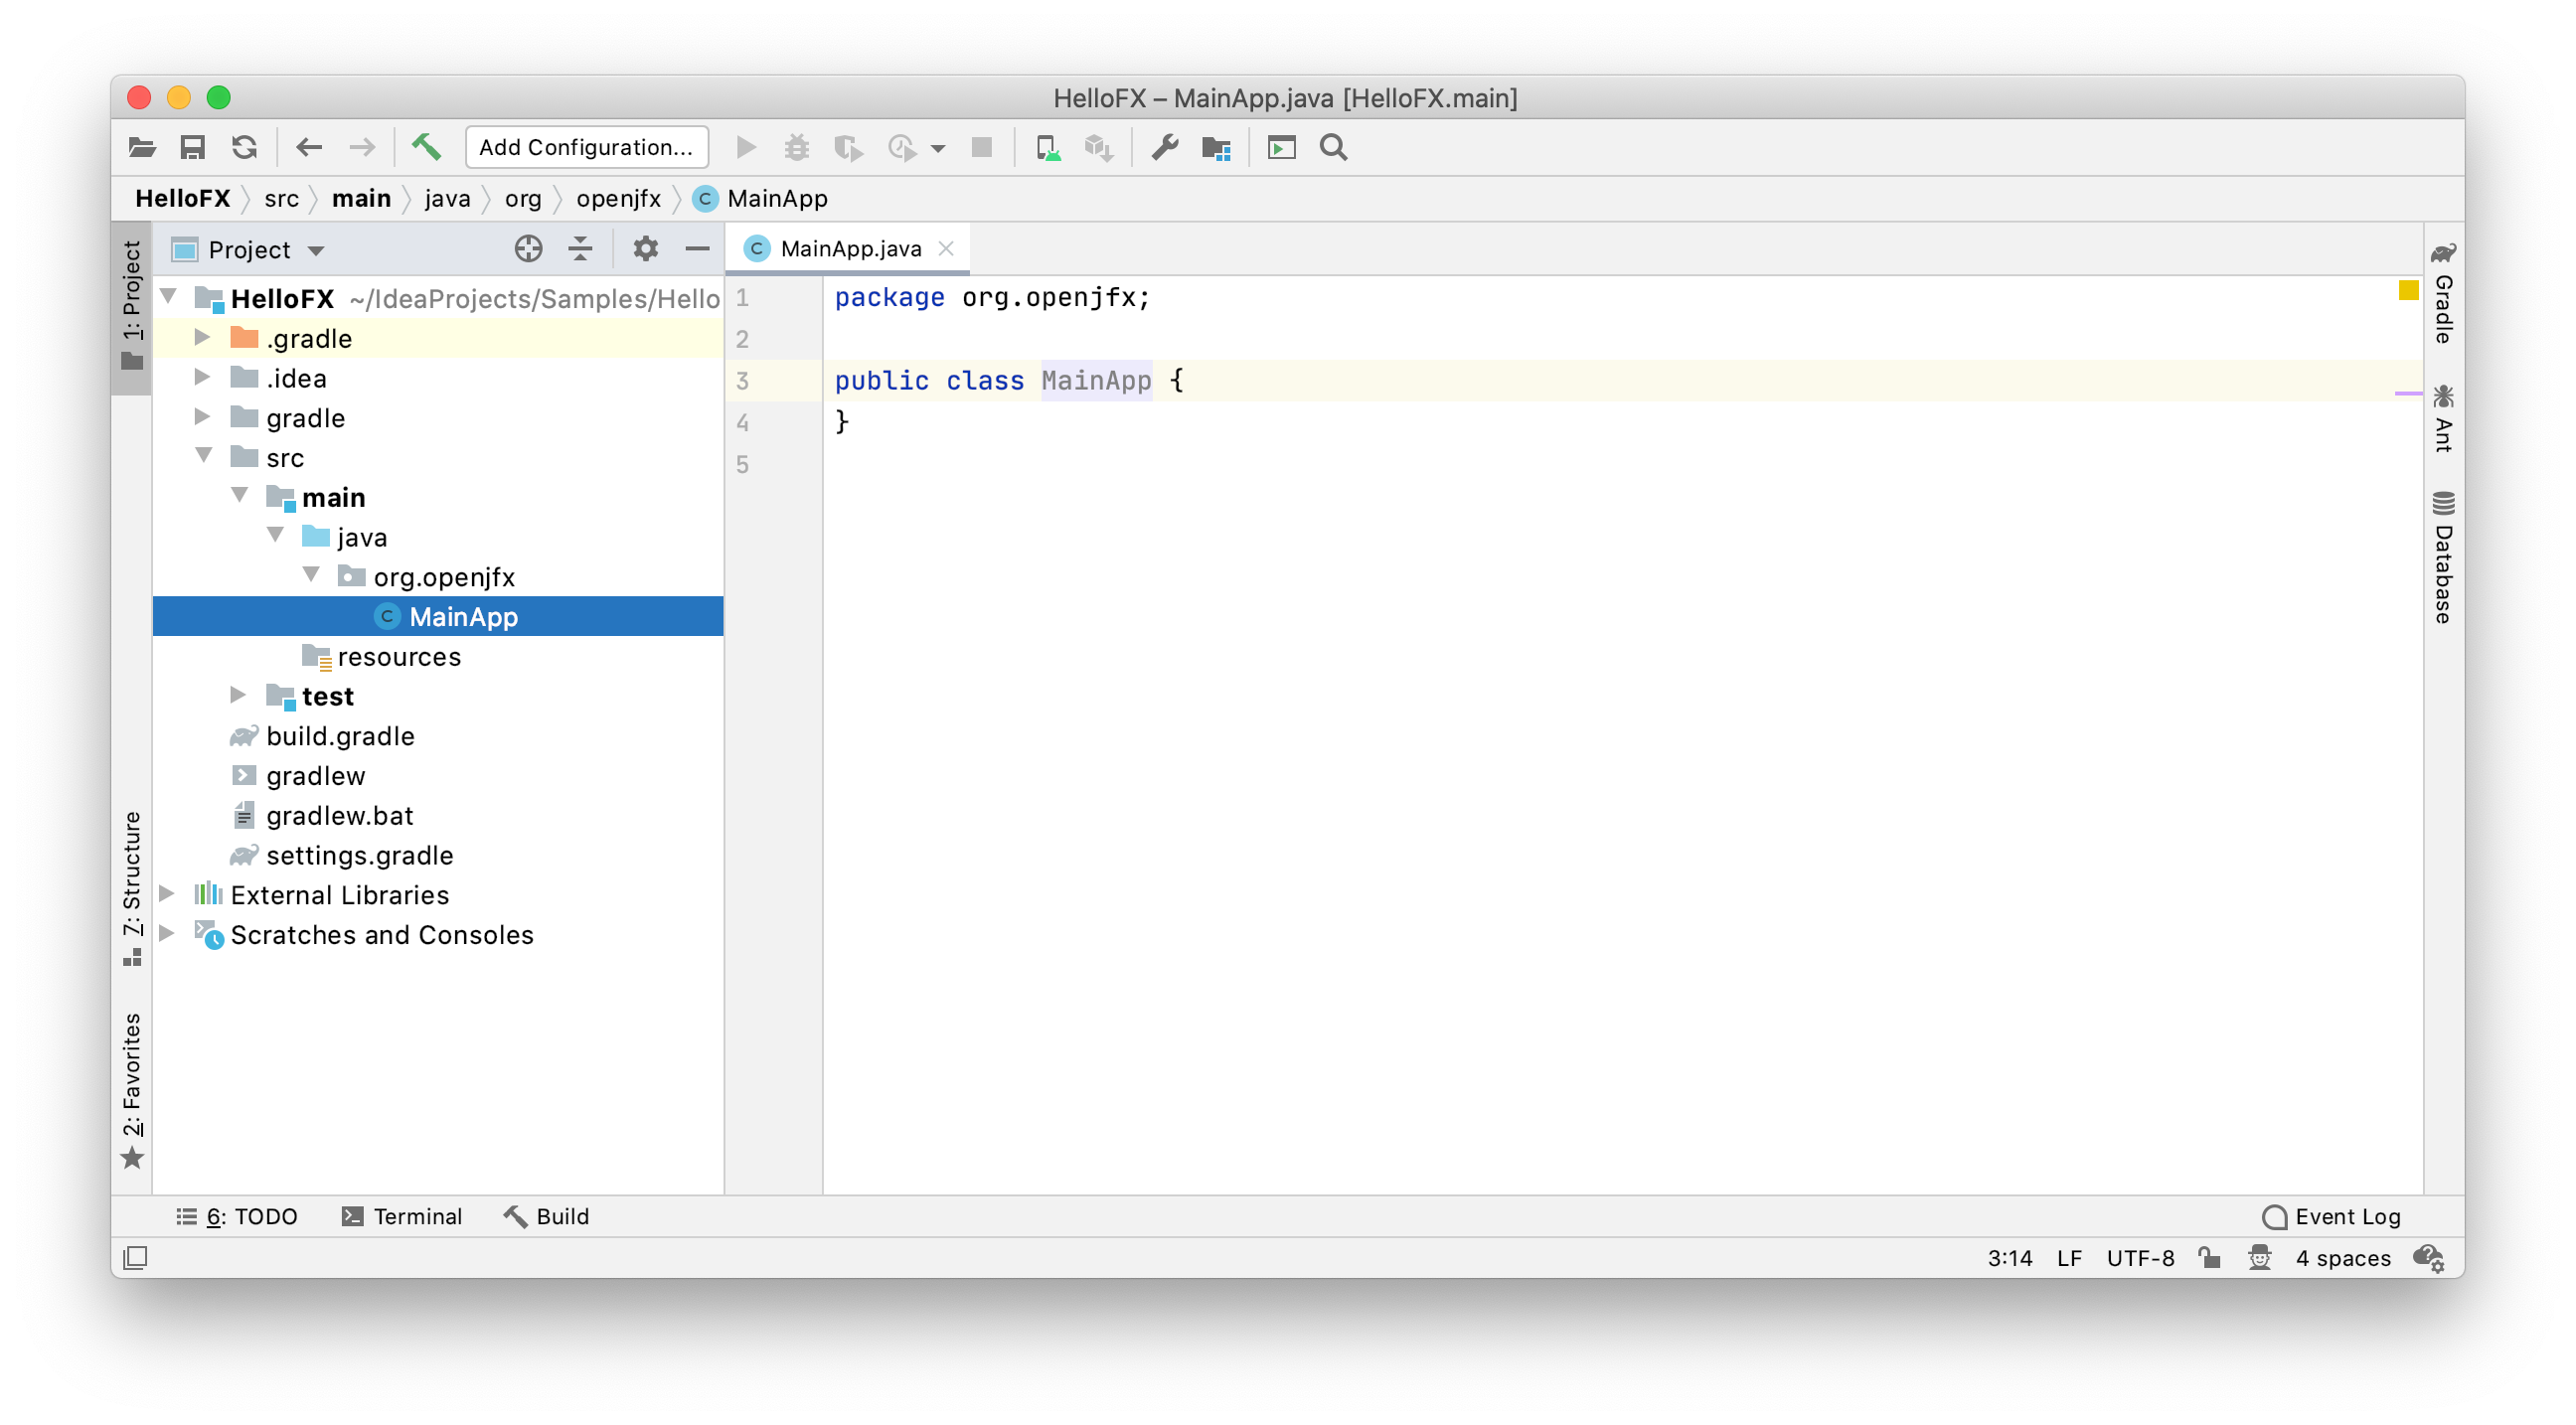 HelloFX – MainApp.java [HelloFX.main]
Add Configuration...
HelloFX src main java org openjfx C MainApp
1: Project
Project
C MainApp.java
HelloFX ~/IdeaProjects/Samples/Hello
.gradle
.idea
gradle
src
main
java
org.openjfx
C MainApp
resources
test
build.gradle
gradlew
gradlew.bat
settings.gradle
External Libraries
Scratches and Consoles
1 package org.openjfx;
2
3 public class MainApp {
4 }
5
Gradle
Ant
Database
7: Structure
2: Favorites
6: TODO Terminal Build Event Log
3:14 LF UTF-8 4 spaces